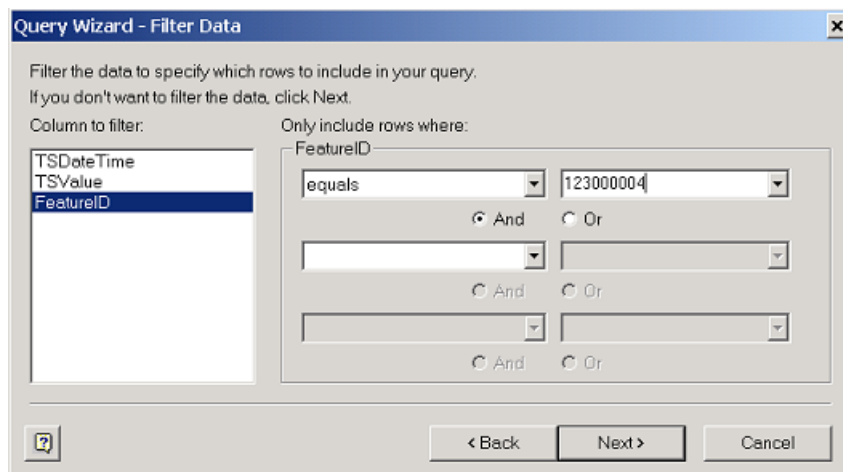 Query Wizard - Filter Data
Filter the data to specify which rows to include in your query.
If you don't want to filter the data, click Next.
Column to filter: Only include rows where:
TSDateTime
TSValue
FeatureID
FeatureID
equals 123000004
And Or
And Or
And Or
< Back Next > Cancel